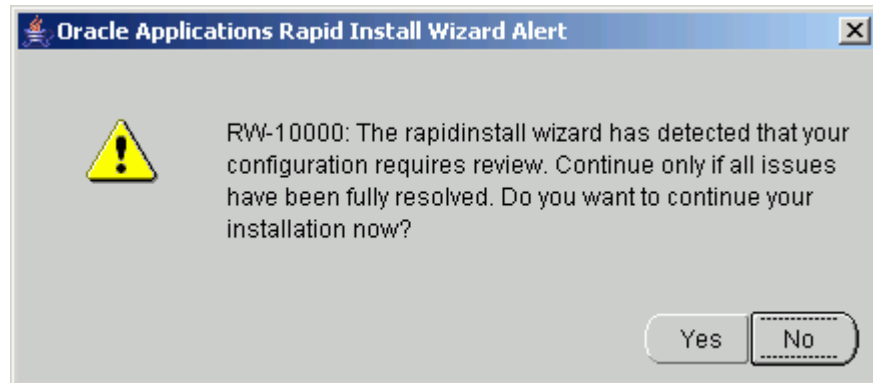 Oracle Applications Rapid Install Wizard Alert
RW-10000: The rapidinstall wizard has detected that your
configuration requires review. Continue only if all issues
have been fully resolved. Do you want to continue your
installation now?
Yes No